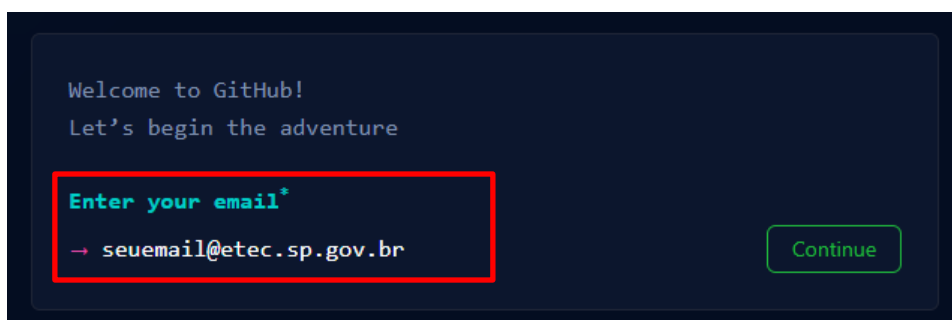 Welcome to GitHub!
Let’s begin the adventure
Enter your email*
→ seuemail@etec.sp.gov.br
Continue